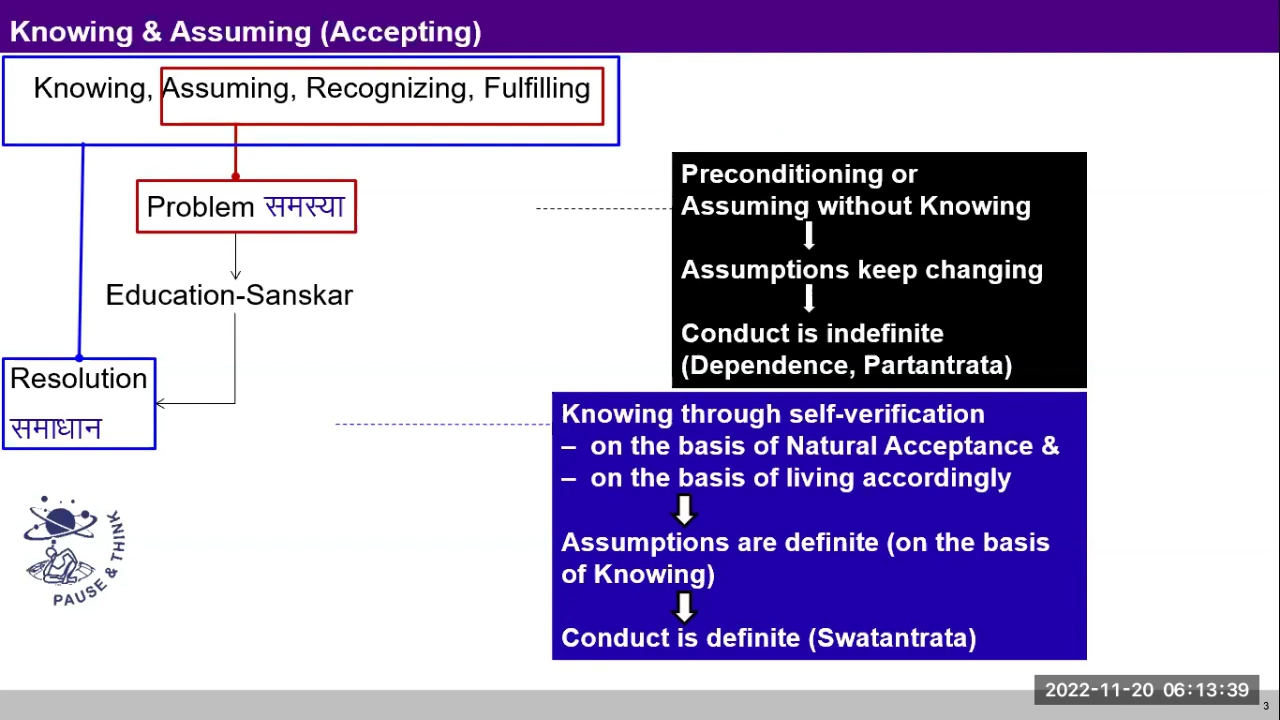 Knowing & Assuming (Accepting)
Knowing, Assuming, Recognizing, Fulfilling
Problem समस्या
Education-Sanskar
Resolution
समाधान
Preconditioning or
Assuming without Knowing
Assumptions keep changing
Conduct is indefinite
(Dependence, Partantrata)
Knowing through self-verification
– on the basis of Natural Acceptance &
– on the basis of living accordingly
Assumptions are definite (on the basis
of Knowing)
Conduct is definite (Swatantrata)
PAUSE & THINK
2022-11-20 06:13:39
3